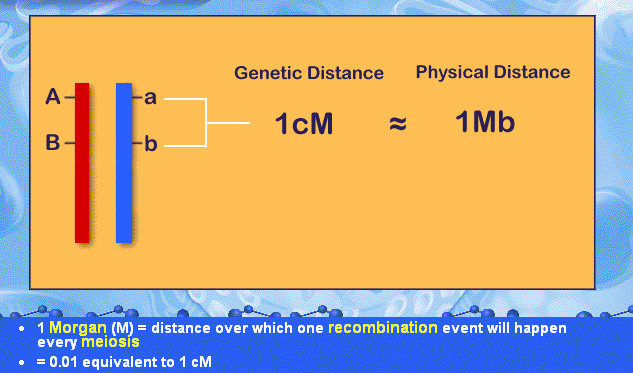 Genetic Distance Physical Distance
A a
1cM ≈ 1Mb
B b
• 1 Morgan (M) = distance over which one recombination event will happen
every meiosis
• = 0.01 equivalent to 1 cM